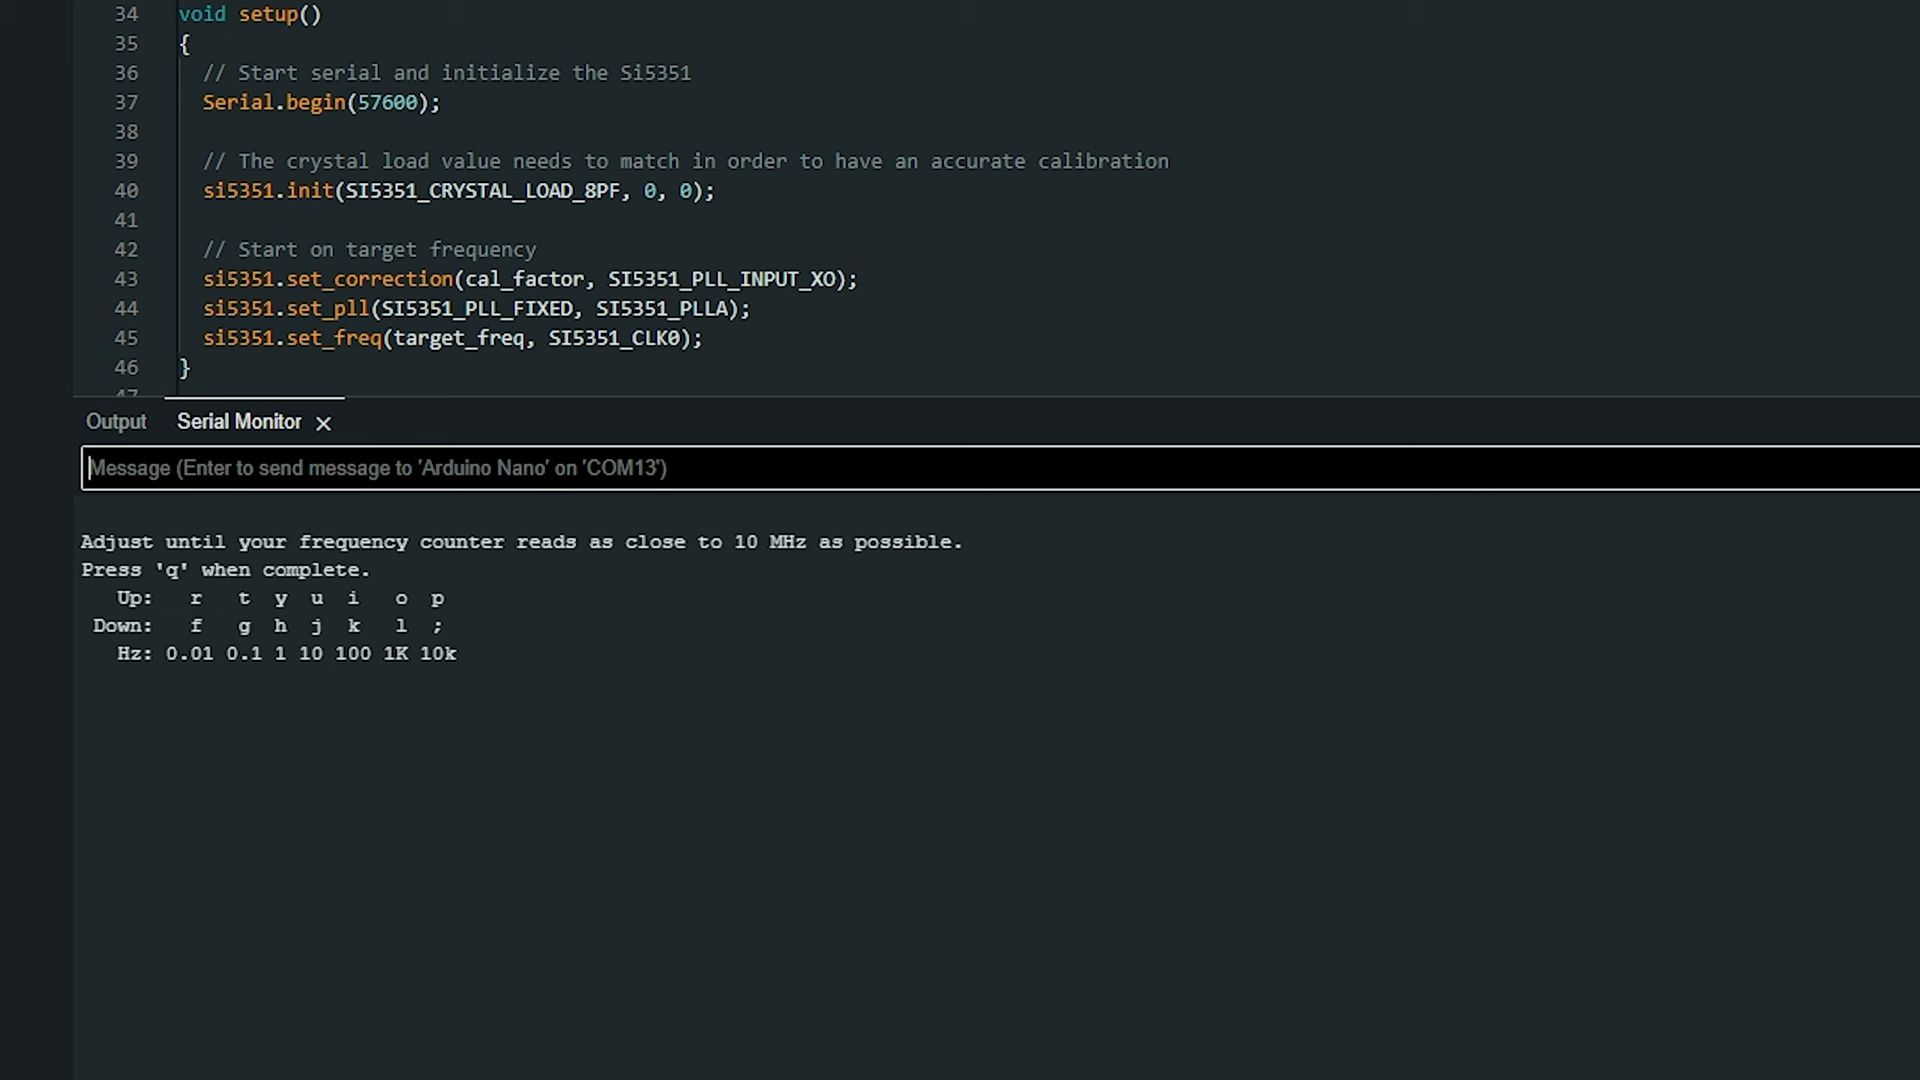 34 void setup()
35 {
36 // Start serial and initialize the Si5351
37 Serial.begin(57600);
38
39 // The crystal load value needs to match in order to have an accurate calibration
40 si5351.init(SI5351_CRYSTAL_LOAD_8PF, 0, 0);
41
42 // Start on target frequency
43 si5351.set_correction(cal_factor, SI5351_PLL_INPUT_XO);
44 si5351.set_pll(SI5351_PLL_FIXED, SI5351_PLLA);
45 si5351.set_freq(target_freq, SI5351_CLK0);
46 }
47
Output Serial Monitor ×
Message (Enter to send message to 'Arduino Nano' on 'COM13')
Adjust until your frequency counter reads as close to 10 MHz as possible.
Press 'q' when complete.
Up: r t y u i o p
Down: f g h j k l ;
Hz: 0.01 0.1 1 10 100 1K 10k